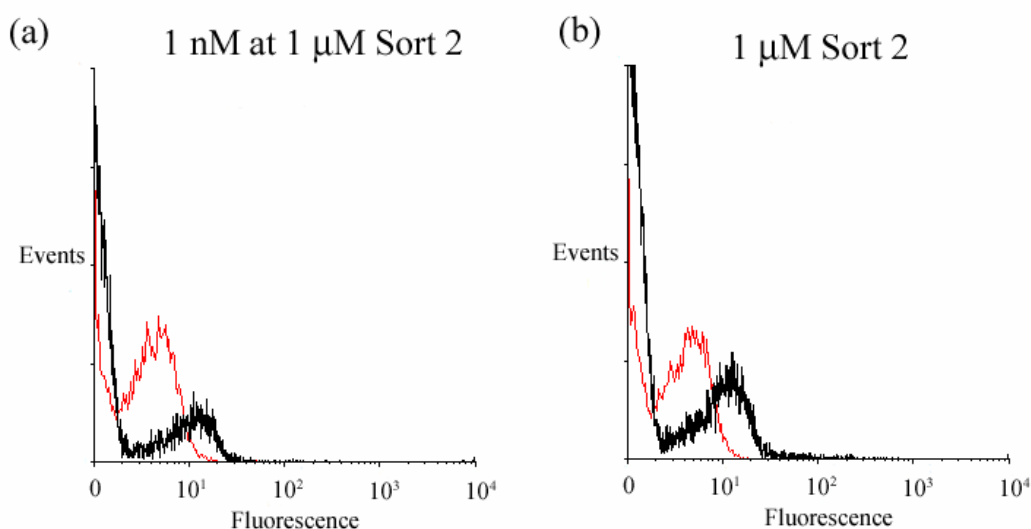 (a)
1 nM at 1 μM Sort 2
Events
0 10¹ 10² 10³ 10⁴
Fluorescence
(b)
1 μM Sort 2
Events
0 10¹ 10² 10³ 10⁴
Fluorescence